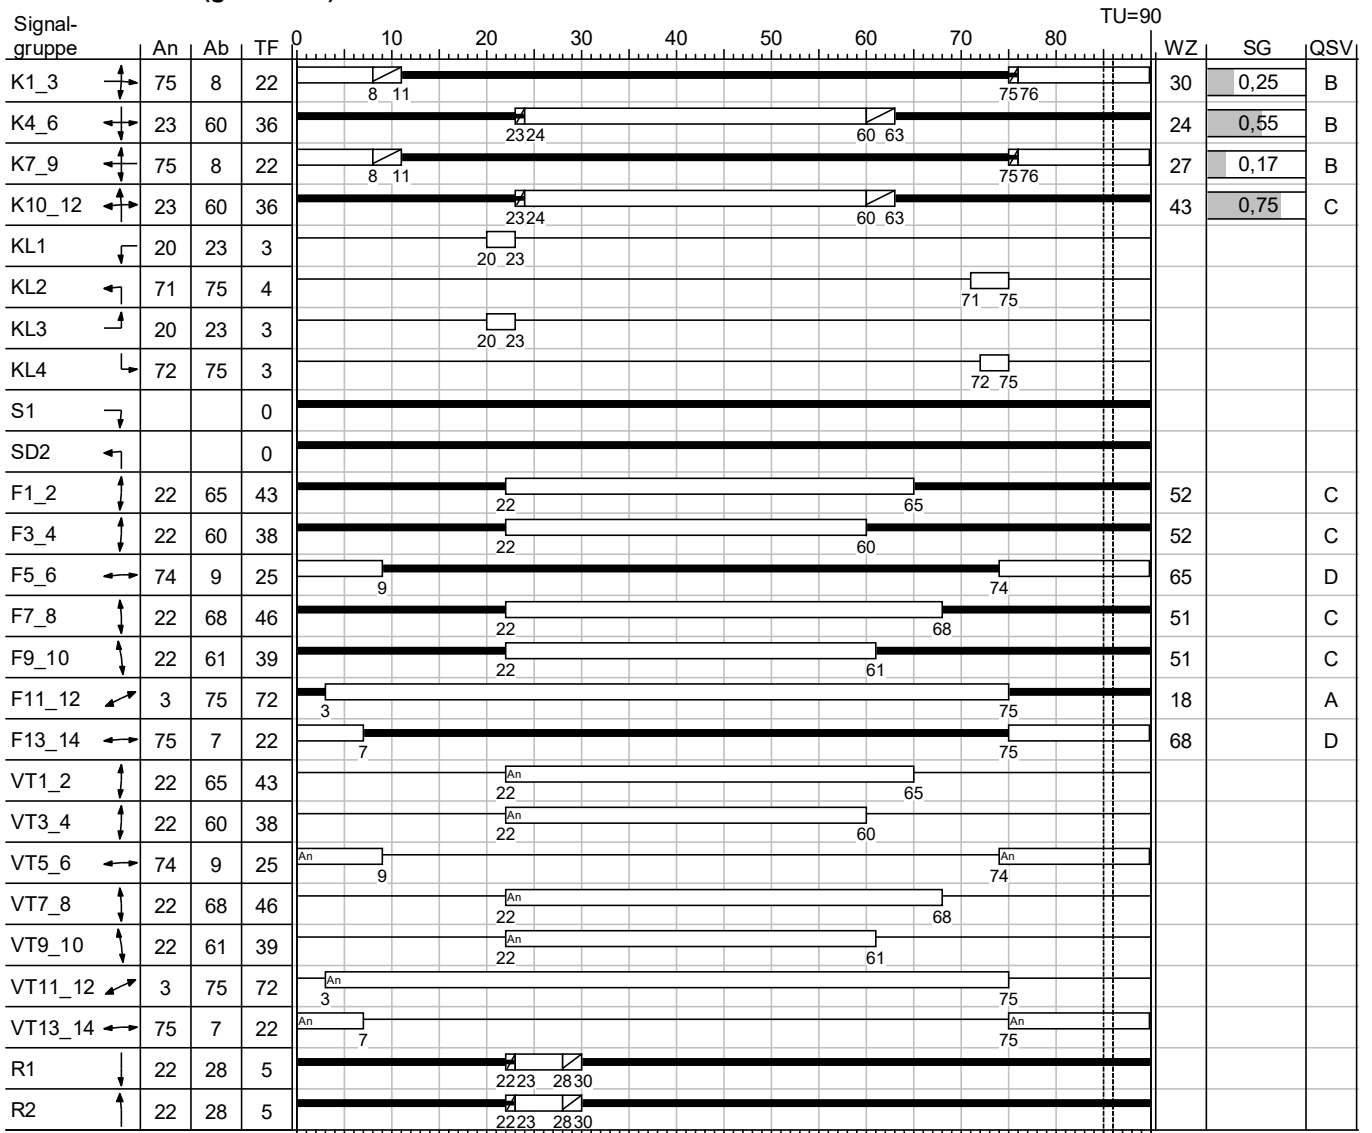 TU=90
Signal-
gruppe An Ab TF 0 10 20 30 40 50 60 70 80 WZ SG QSV
K1_3 75 8 22 30 0,25 B
8 11 75 76
K4_6 23 60 36 24 0,55 B
23 24 60 63
K7_9 75 8 22 27 0,17 B
8 11 75 76
K10_12 23 60 36 43 0,75 C
23 24 60 63
KL1 20 23 3
20 23
KL2 71 75 4
71 75
KL3 20 23 3
20 23
KL4 72 75 3
72 75
S1 0
SD2 0
F1_2 22 65 43 52 C
22 65
F3_4 22 60 38 52 C
22 60
F5_6 74 9 25 65 D
9 74
F7_8 22 68 46 51 C
22 68
F9_10 22 61 39 51 C
22 61
F11_12 3 75 72 18 A
3 75
F13_14 75 7 22 68 D
7 75
VT1_2 22 65 43 An
22 65
VT3_4 22 60 38 An
22 60
VT5_6 74 9 25 An An
9 74
VT7_8 22 68 46 An
22 68
VT9_10 22 61 39 An
22 61
VT11_12 3 75 72 An
3 75
VT13_14 75 7 22 An An
7 75
R1 22 28 5
22 23 28 30
R2 22 28 5
22 23 28 30